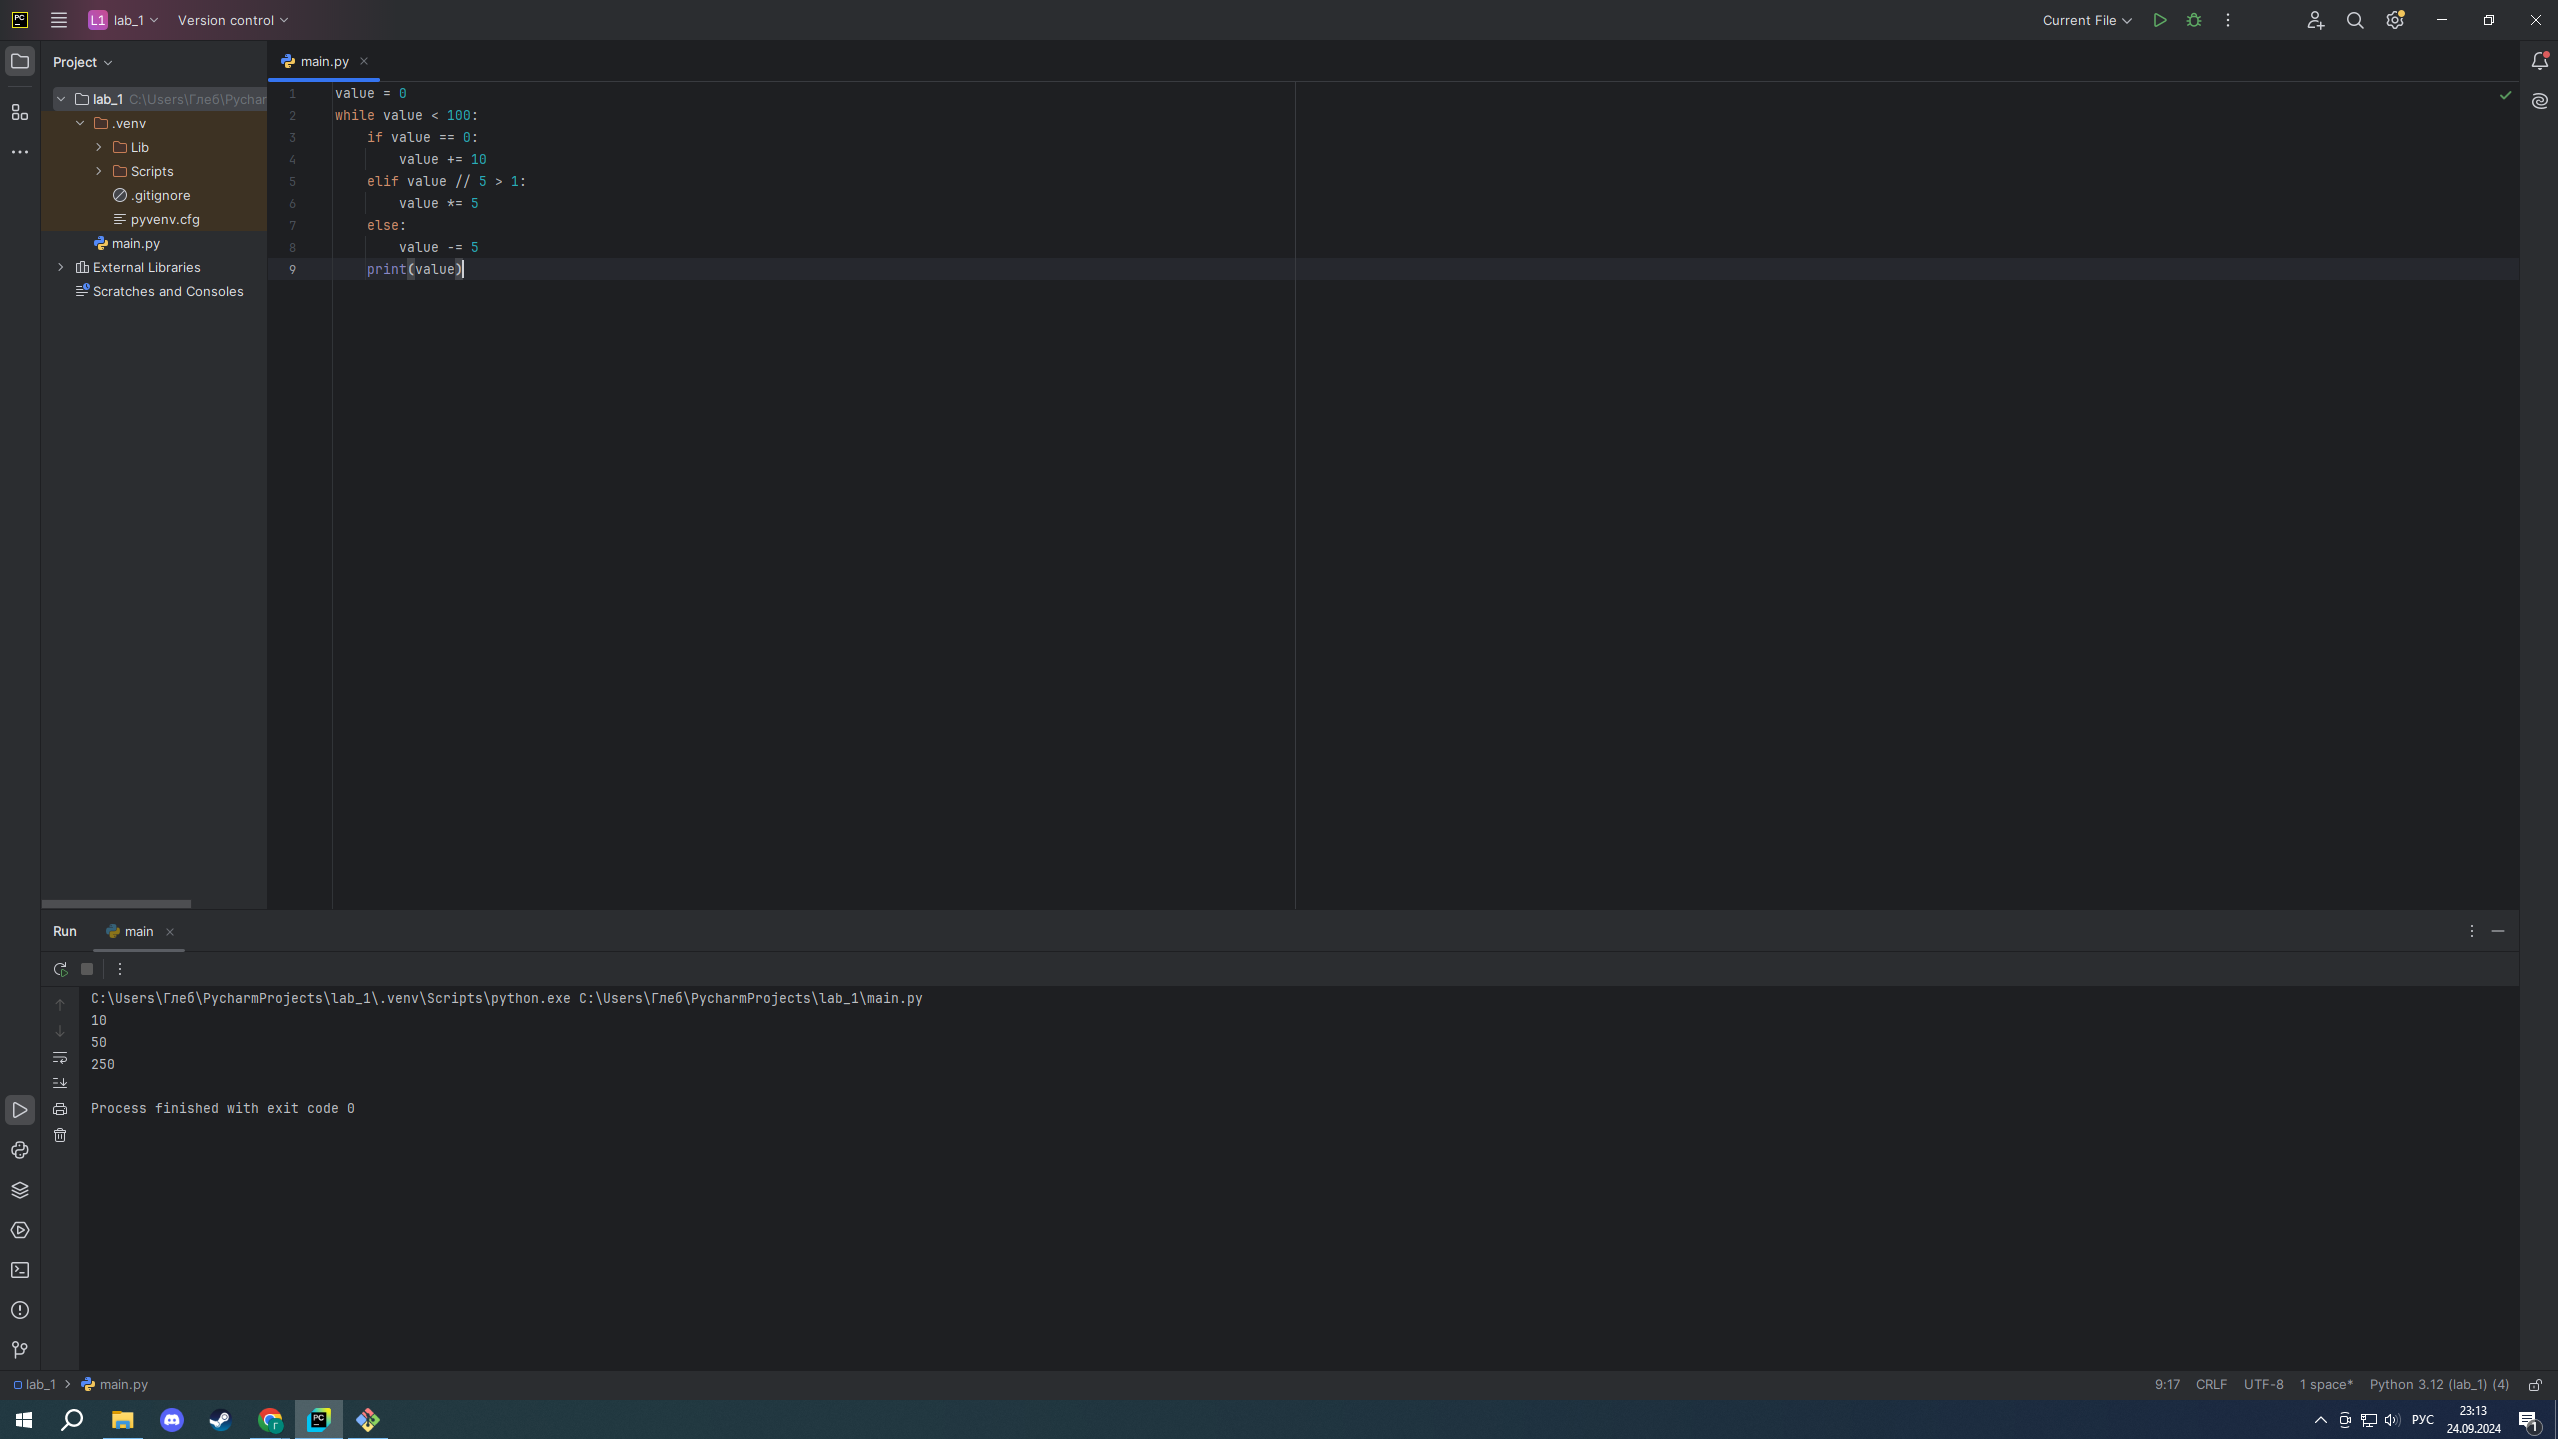 PC
L1 lab_1
Version control
Current File
Project
main.py
lab_1 C:\Users\Глеб\Pychar
.venv
Lib
Scripts
.gitignore
pyvenv.cfg
main.py
External Libraries
Scratches and Consoles
1 value = 0
2 while value < 100:
3     if value == 0:
4         value += 10
5     elif value // 5 > 1:
6         value *= 5
7     else:
8         value -= 5
9     print(value)
Run main
C:\Users\Глеб\PycharmProjects\lab_1\.venv\Scripts\python.exe C:\Users\Глеб\PycharmProjects\lab_1\main.py
10
50
250
Process finished with exit code 0
lab_1 > main.py
9:17 CRLF UTF-8 1 space* Python 3.12 (lab_1) (4)
Г
PC
РУС
23:13
24.09.2024
1